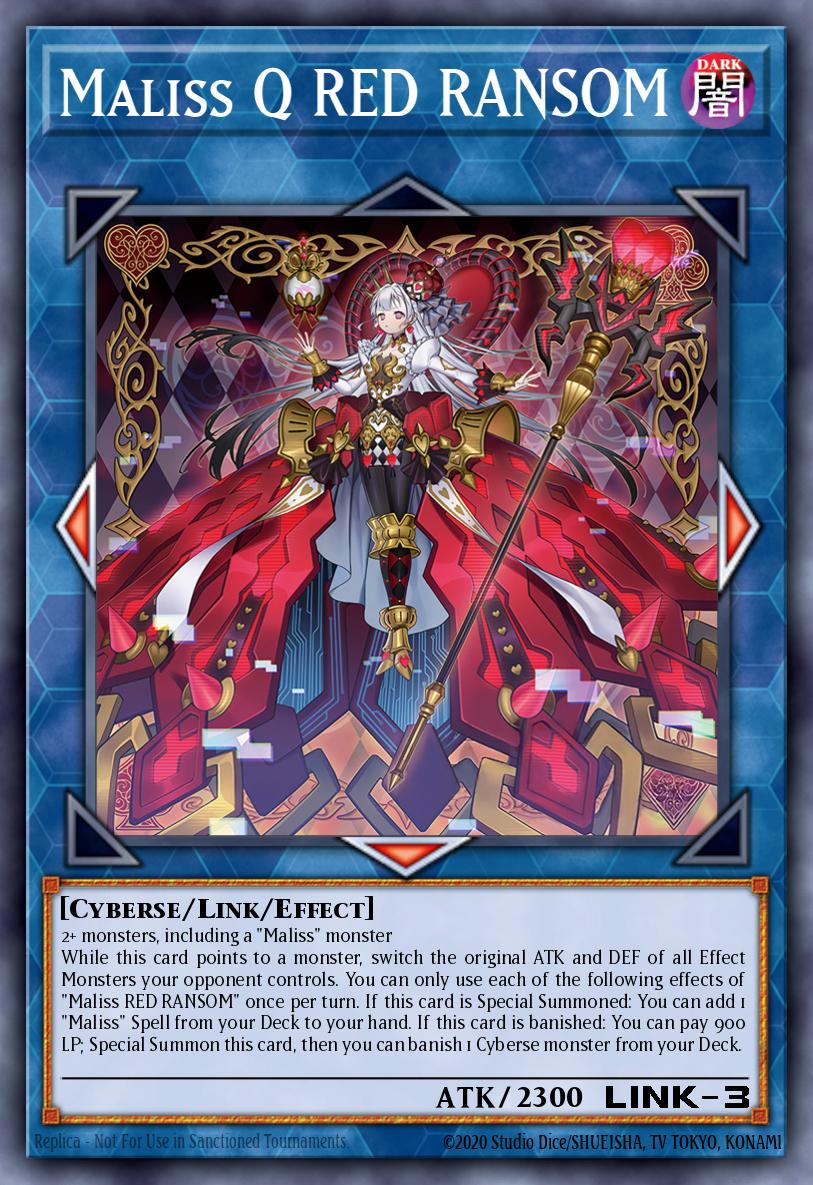 Maliss Q RED RANSOM
DARK
闇
[Cyberse/Link/Effect]
2+ monsters, including a "Maliss" monster
While this card points to a monster, switch the original ATK and DEF of all Effect
Monsters your opponent controls. You can only use each of the following effects of
"Maliss RED RANSOM" once per turn. If this card is Special Summoned: You can add 1
"Maliss" Spell from your Deck to your hand. If this card is banished: You can pay 900
LP; Special Summon this card, then you can banish 1 Cyberse monster from your Deck.
ATK/2300 LINK-3
Replica - Not For Use in Sanctioned Tournaments.
©2020 Studio Dice/SHUEISHA, TV TOKYO, KONAMI